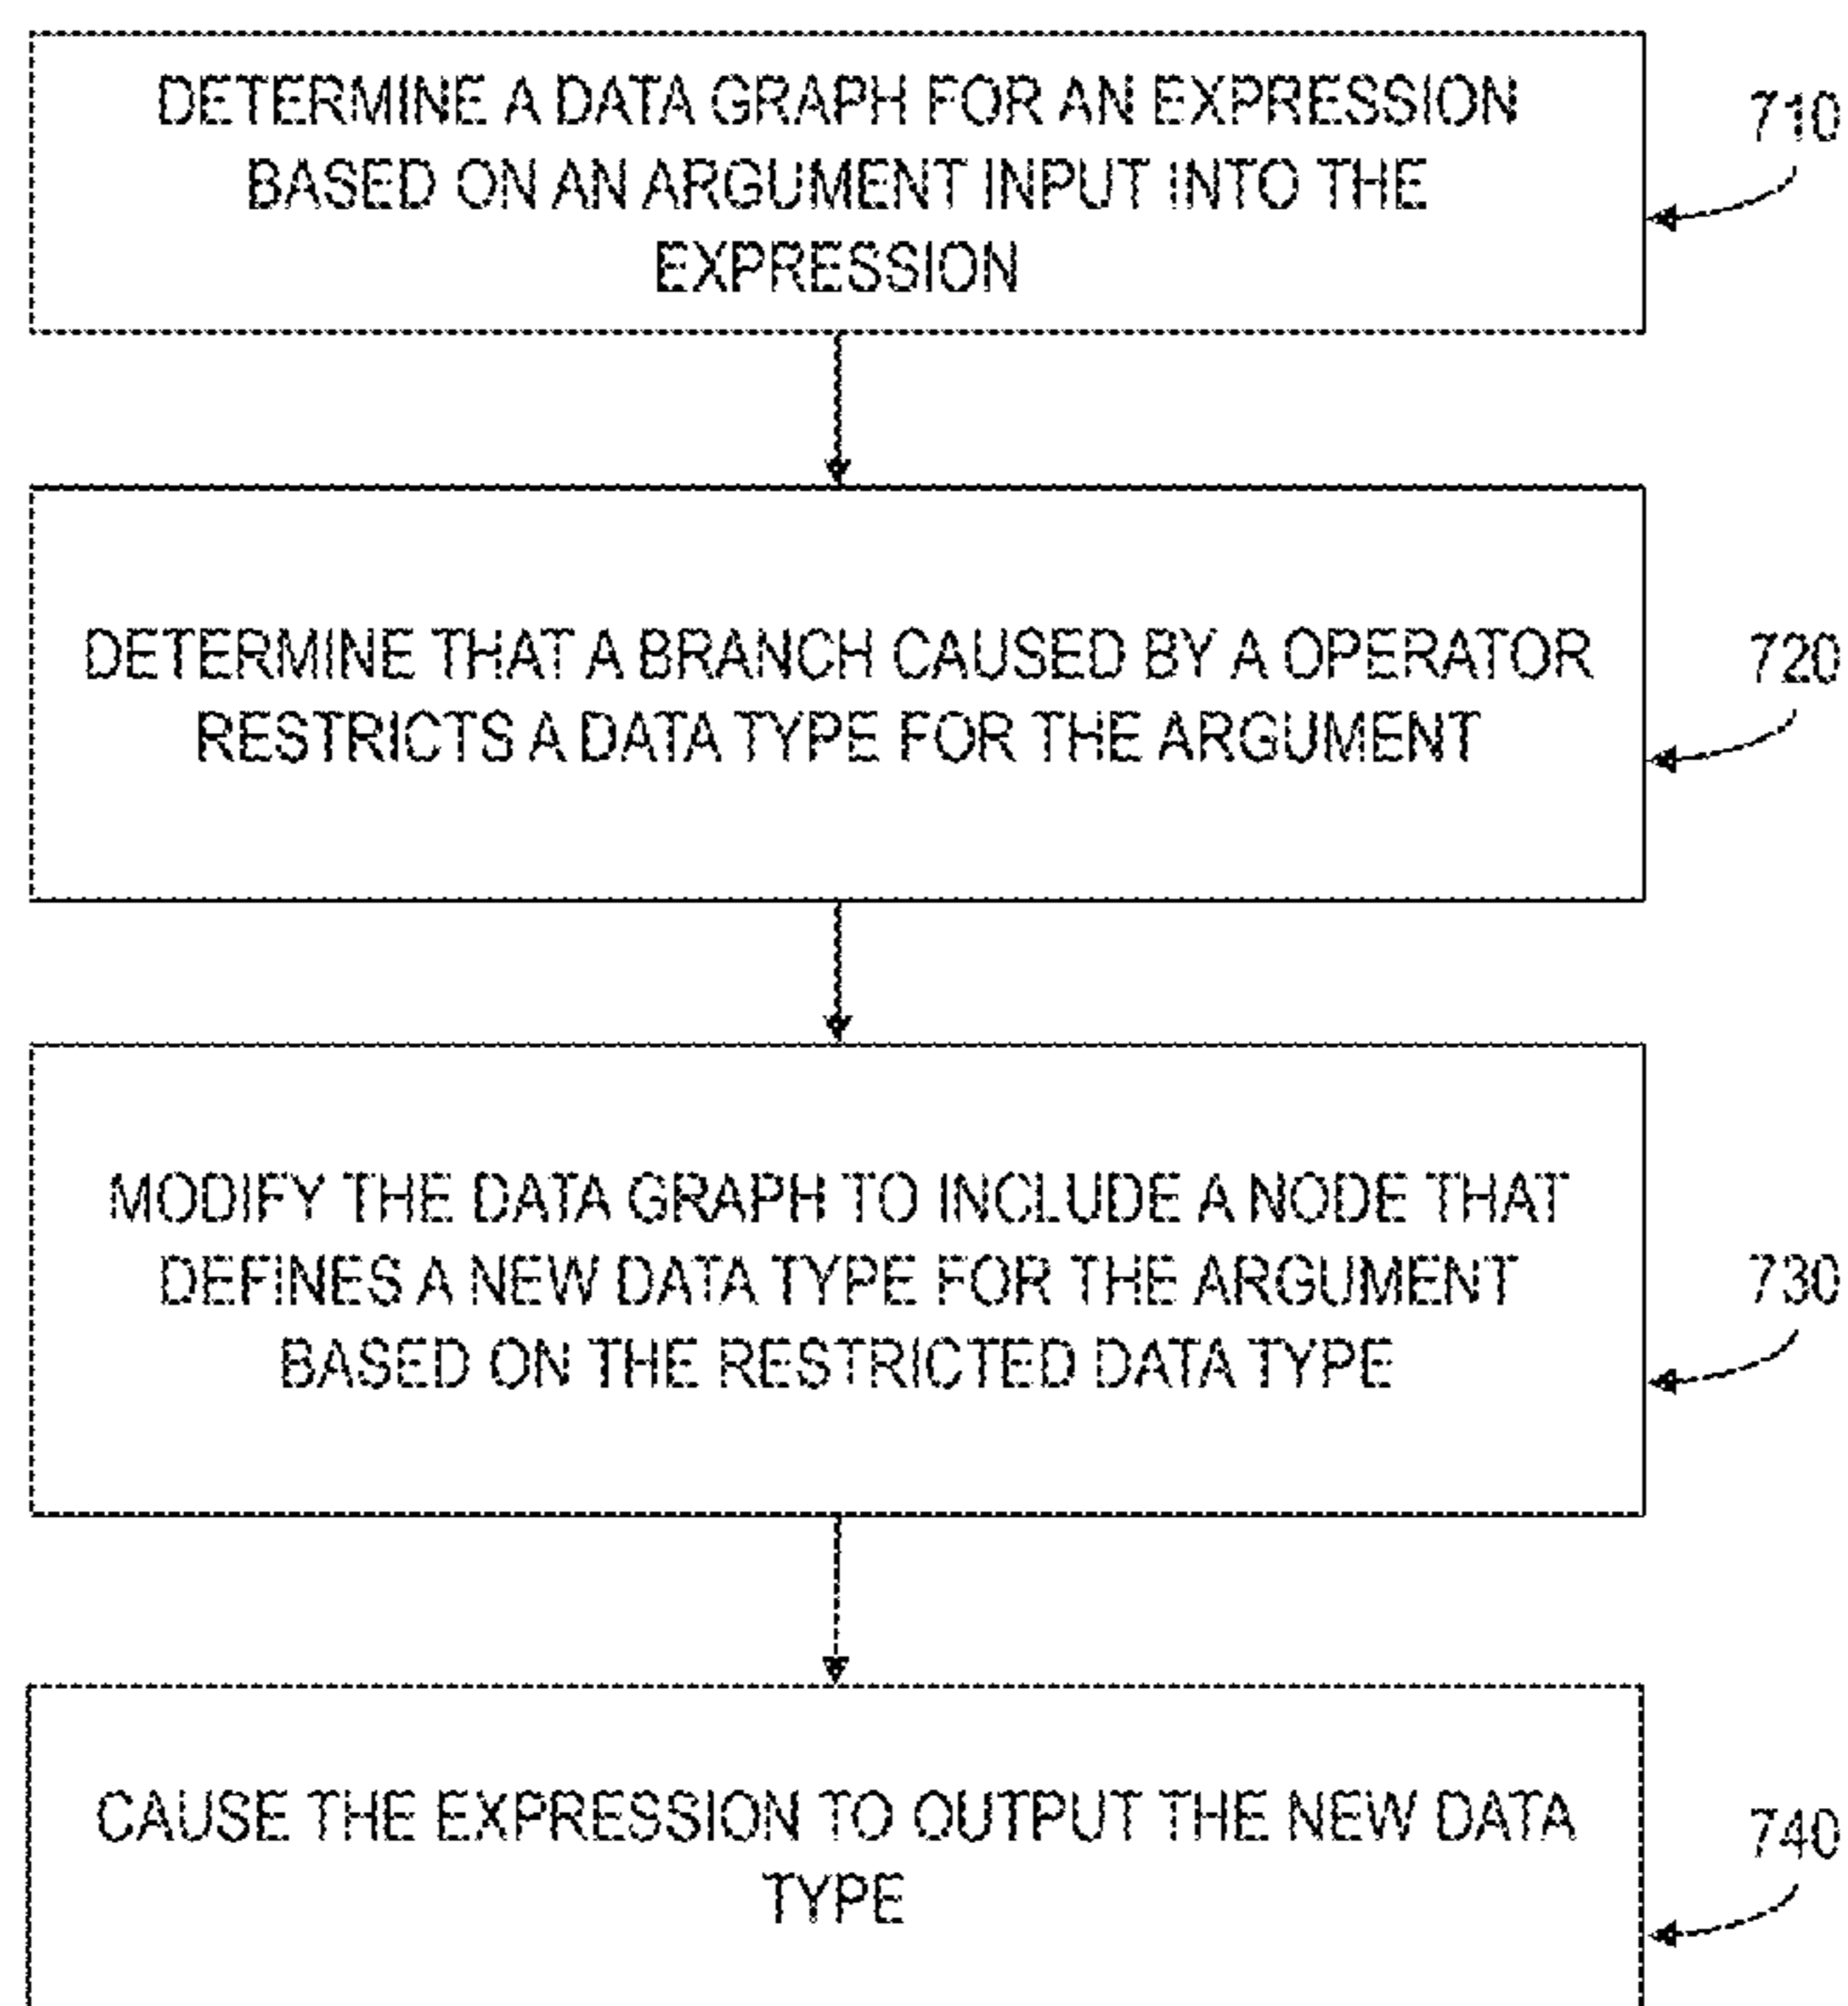 DETERMINE A DATA GRAPH FOR AN EXPRESSION
BASED ON AN ARGUMENT INPUT INTO THE
EXPRESSION
710
DETERMINE THAT A BRANCH CAUSED BY A OPERATOR
RESTRICTS A DATA TYPE FOR THE ARGUMENT
720
MODIFY THE DATA GRAPH TO INCLUDE A NODE THAT
DEFINES A NEW DATA TYPE FOR THE ARGUMENT
BASED ON THE RESTRICTED DATA TYPE
730
CAUSE THE EXPRESSION TO OUTPUT THE NEW DATA
TYPE
740